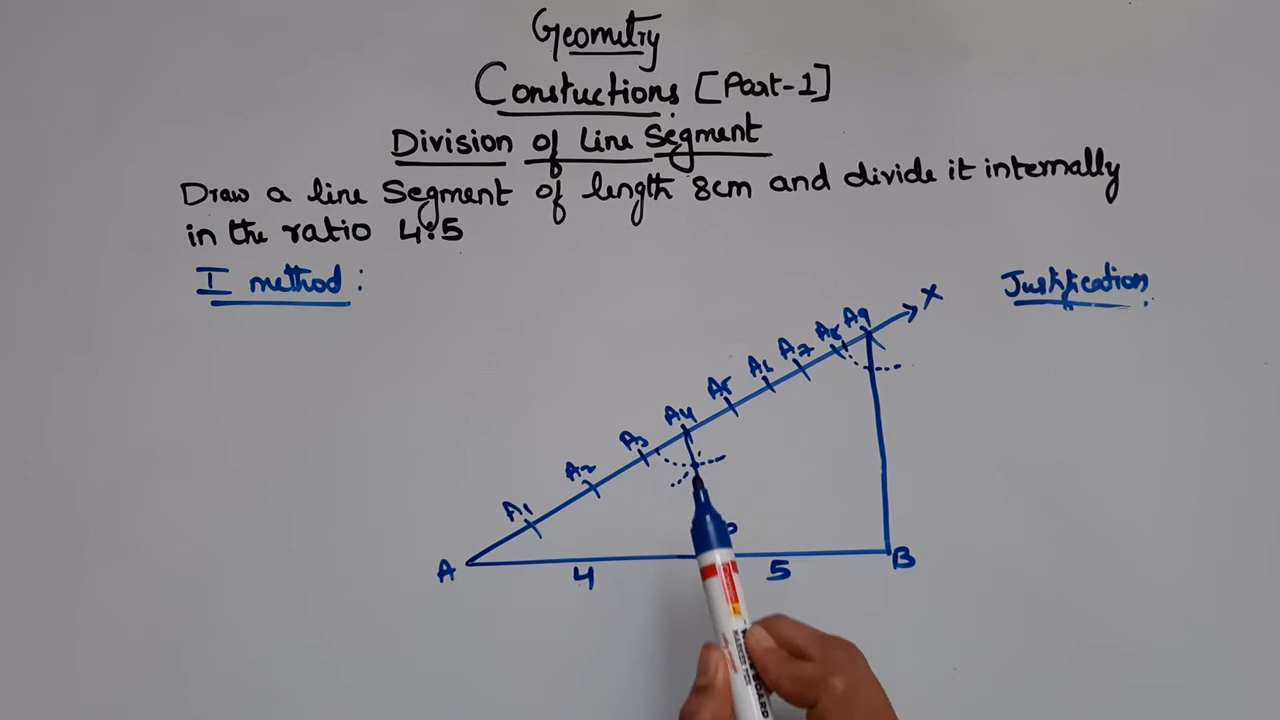 Geometry
Constuctions [Part-1]
Division of Line Segment
Draw a line Segment of length 8cm and divide it internally
in the ratio 4:5
I method:
Justification
X
A9
A8
A7
A6
A5
A4
A3
A2
A1
A
B
4
5